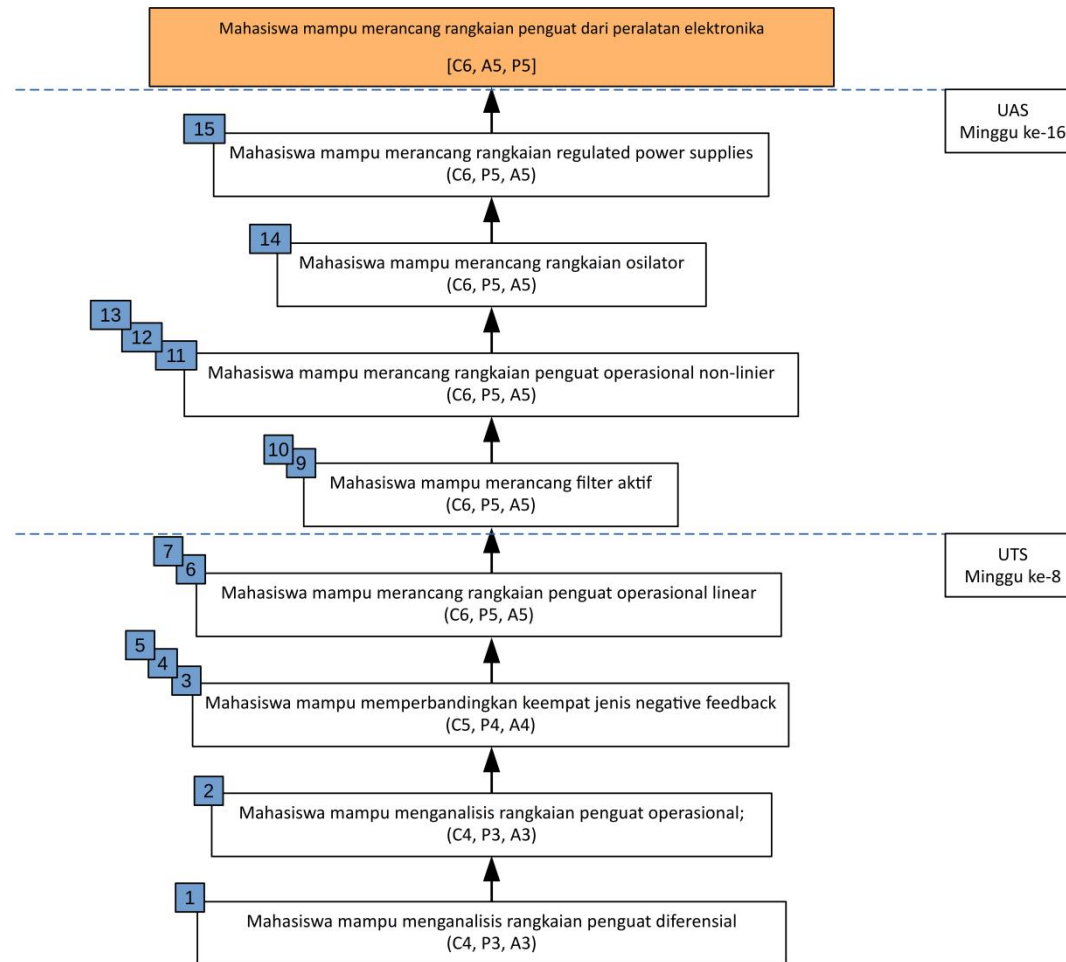 Mahasiswa mampu merancang rangkaian penguat dari peralatan elektronika
[C6, A5, P5]
UAS
Minggu ke-16
15
Mahasiswa mampu merancang rangkaian regulated power supplies
(C6, P5, A5)
14
Mahasiswa mampu merancang rangkaian osilator
(C6, P5, A5)
13
12
11
Mahasiswa mampu merancang rangkaian penguat operasional non-linier
(C6, P5, A5)
10
9
Mahasiswa mampu merancang filter aktif
(C6, P5, A5)
UTS
Minggu ke-8
7
6
Mahasiswa mampu merancang rangkaian penguat operasional linear
(C6, P5, A5)
5
4
3
Mahasiswa mampu memperbandingkan keempat jenis negative feedback
(C5, P4, A4)
2
Mahasiswa mampu menganalisis rangkaian penguat operasional;
(C4, P3, A3)
1
Mahasiswa mampu menganalisis rangkaian penguat diferensial
(C4, P3, A3)